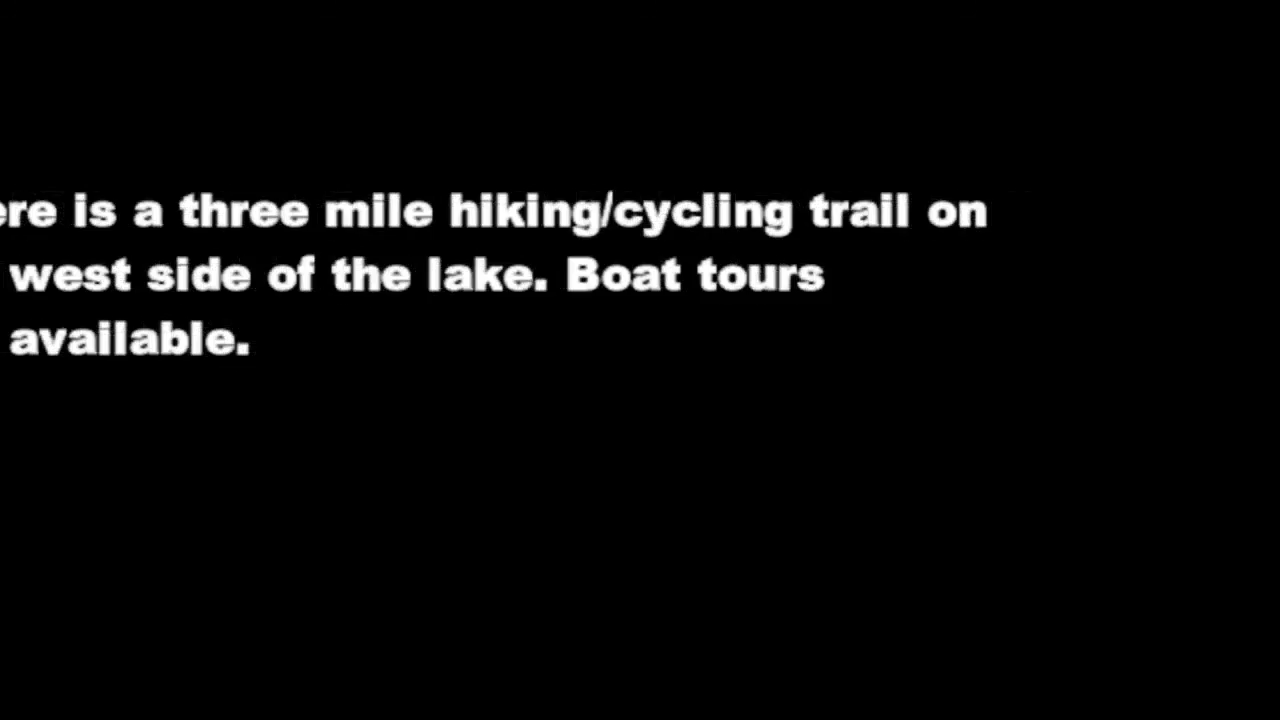 ere is a three mile hiking/cycling trail on
west side of the lake. Boat tours
available.